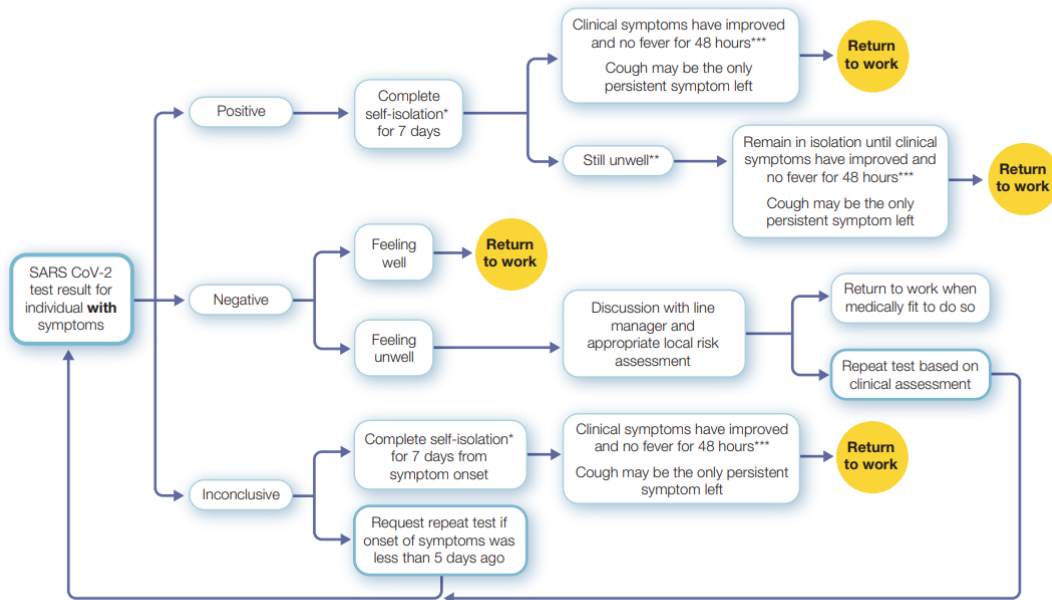 SARS CoV-2
test result for
individual with
symptoms
Positive
Complete
self-isolation*
for 7 days
Clinical symptoms have improved
and no fever for 48 hours***
Cough may be the only
persistent symptom left
Return
to work
Still unwell**
Remain in isolation until clinical
symptoms have improved and
no fever for 48 hours***
Cough may be the only
persistent symptom left
Return
to work
Negative
Feeling
well
Return
to work
Feeling
unwell
Discussion with line
manager and
appropriate local risk
assessment
Return to work when
medically fit to do so
Repeat test based on
clinical assessment
Inconclusive
Complete self-isolation*
for 7 days from
symptom onset
Clinical symptoms have improved
and no fever for 48 hours***
Cough may be the only persistent
symptom left
Return
to work
Request repeat test if
onset of symptoms was
less than 5 days ago